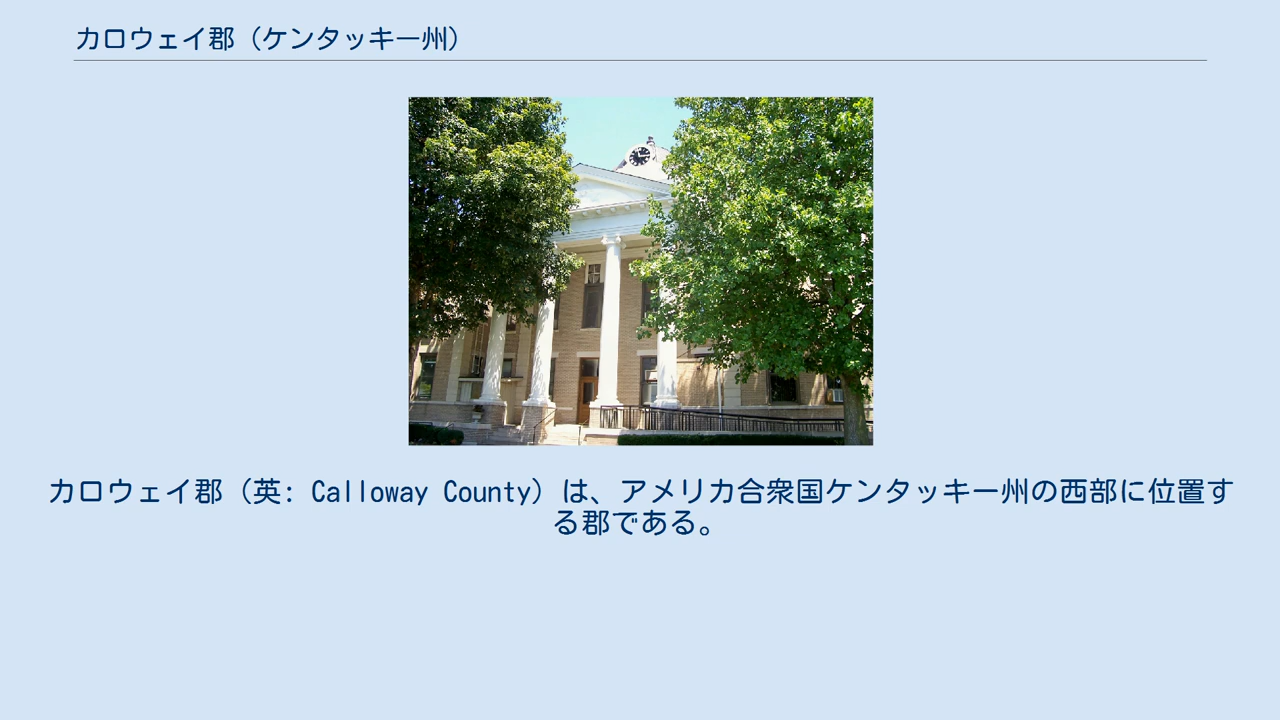 カロウェイ郡（ケンタッキー州）
カロウェイ郡（英: Calloway County）は、アメリカ合衆国ケンタッキー州の西部に位置す
る郡である。